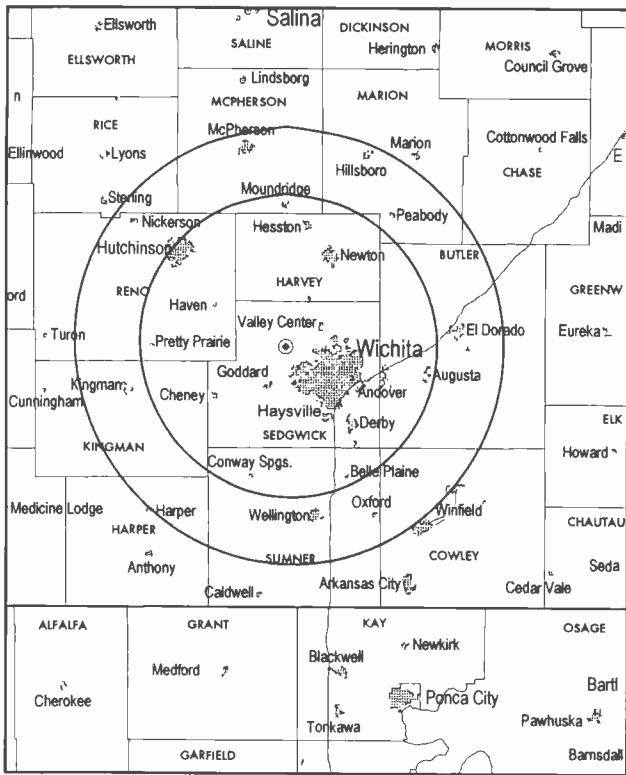 Salina
Ellsworth
DICKINSON
SALINE
Herington
MORRIS
ELLSWORTH
Council Grove
Lindsborg
n
MCPHERSON
MARION
RICE
McPherson
Cottonwood Falls
Marion
Ellinwood
Lyons
Hillsboro
E
CHASE
Sterling
Moundridge
Nickerson
Peabody
Madi
Hesston
Hutchinson
Newton
BUTLER
HARVEY
RENO
GREENW
ord
Haven
Valley Center
El Dorado
Eureka
Turon
Pretty Prairie
Wichita
Goddard
Augusta
Kingman
Andover
Cunningham
Cheney
Haysville
Derby
ELK
SEDGWICK
KINGMAN
Howard
Conway Spgs.
Belle Plaine
Medicine Lodge
Harper
Oxford
Winfield
Wellington
CHAUTAU
HARPER
Anthony
SUMNER
COWLEY
Seda
Arkansas City
Cedar Vale
Caldwell
ALFALFA
GRANT
KAY
OSAGE
Newkirk
Blackwell
Medford
Bartl
Cherokee
Ponca City
Tonkawa
Pawhuska
GARFIELD
Barnsdall